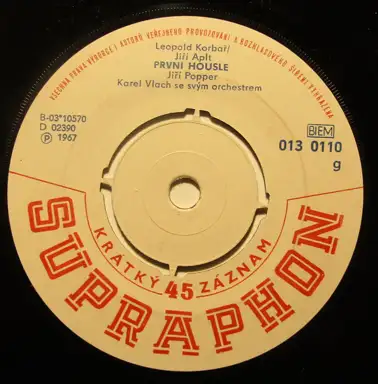 VŠECHNA PRÁVA VÝROBCE I AUTORŮ VYHRAZENA
VEŘEJNÉHO PROVOZOVÁNÍ A ROZHLASOVÉHO ŠÍŘENÍ
Leopold Korbař/
Jiří Aplt
PRVNÍ HOUSLE
Jiří Popper
Karel Vlach se svým orchestrem
B-03*10570
D 02390
Ⓟ 1967
BIEM
013 0110
g
KRÁTKÝ 45 ZÁZNAM
SUPRAPHON